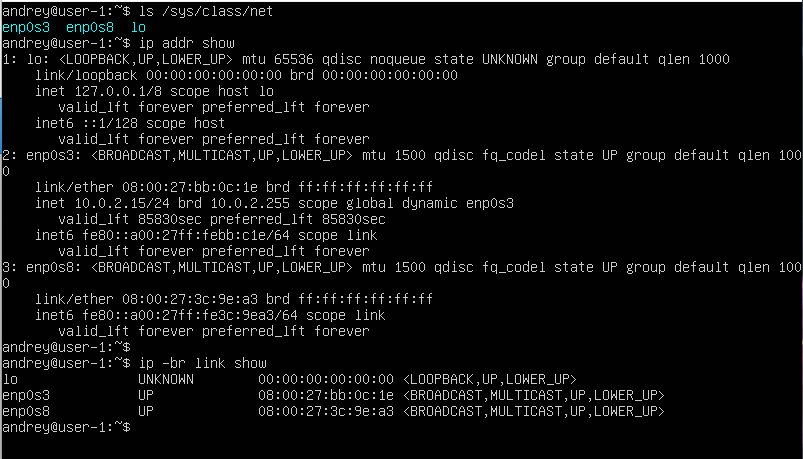 andrey@user-1:~$ ls /sys/class/net
enp0s3  enp0s8  lo
andrey@user-1:~$ ip addr show
1: lo: <LOOPBACK,UP,LOWER_UP> mtu 65536 qdisc noqueue state UNKNOWN group default qlen 1000
    link/loopback 00:00:00:00:00:00 brd 00:00:00:00:00:00
    inet 127.0.0.1/8 scope host lo
       valid_lft forever preferred_lft forever
    inet6 ::1/128 scope host
       valid_lft forever preferred_lft forever
2: enp0s3: <BROADCAST,MULTICAST,UP,LOWER_UP> mtu 1500 qdisc fq_codel state UP group default qlen 100
0
    link/ether 08:00:27:bb:0c:1e brd ff:ff:ff:ff:ff:ff
    inet 10.0.2.15/24 brd 10.0.2.255 scope global dynamic enp0s3
       valid_lft 85830sec preferred_lft 85830sec
    inet6 fe80::a00:27ff:febb:c1e/64 scope link
       valid_lft forever preferred_lft forever
3: enp0s8: <BROADCAST,MULTICAST,UP,LOWER_UP> mtu 1500 qdisc fq_codel state UP group default qlen 100
0
    link/ether 08:00:27:3c:9e:a3 brd ff:ff:ff:ff:ff:ff
    inet6 fe80::a00:27ff:fe3c:9ea3/64 scope link
       valid_lft forever preferred_lft forever
andrey@user-1:~$
andrey@user-1:~$ ip -br link show
lo               UNKNOWN        00:00:00:00:00:00 <LOOPBACK,UP,LOWER_UP>
enp0s3           UP             08:00:27:bb:0c:1e <BROADCAST,MULTICAST,UP,LOWER_UP>
enp0s8           UP             08:00:27:3c:9e:a3 <BROADCAST,MULTICAST,UP,LOWER_UP>
andrey@user-1:~$